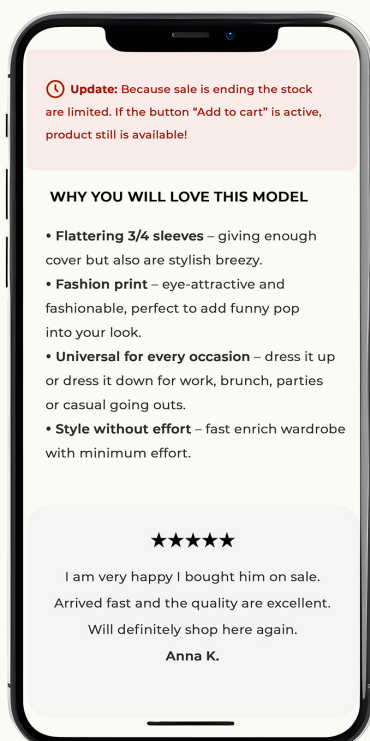 Update: Because sale is ending the stock
are limited. If the button “Add to cart” is active,
product still is available!
WHY YOU WILL LOVE THIS MODEL
• Flattering 3/4 sleeves – giving enough
cover but also are stylish breezy.
• Fashion print – eye-attractive and
fashionable, perfect to add funny pop
into your look.
• Universal for every occasion – dress it up
or dress it down for work, brunch, parties
or casual going outs.
• Style without effort – fast enrich wardrobe
with minimum effort.
★★★★★
I am very happy I bought him on sale.
Arrived fast and the quality are excellent.
Will definitely shop here again.
Anna K.